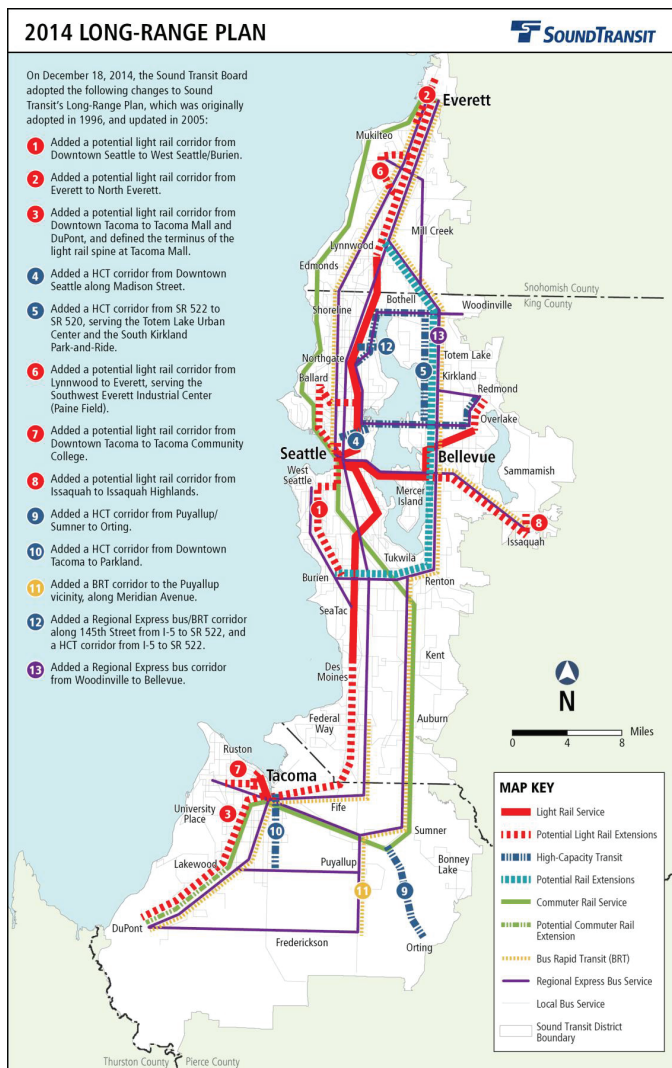 2014 LONG-RANGE PLAN
SOUNDTRANSIT
On December 18, 2014, the Sound Transit Board
adopted the following changes to Sound
Transit's Long-Range Plan, which was originally
adopted in 1996, and updated in 2005:
1 Added a potential light rail corridor from
Downtown Seattle to West Seattle/Burien.
2 Added a potential light rail corridor from
Everett to North Everett.
3 Added a potential light rail corridor from
Downtown Tacoma to Tacoma Mall and
DuPont, and defined the terminus of the
light rail spine at Tacoma Mall.
4 Added a HCT corridor from Downtown
Seattle along Madison Street.
5 Added a HCT corridor from SR 522 to
SR 520, serving the Totem Lake Urban
Center and the South Kirkland
Park-and-Ride.
6 Added a potential light rail corridor from
Lynnwood to Everett, serving the
Southwest Everett Industrial Center
(Paine Field).
7 Added a potential light rail corridor from
Downtown Tacoma to Tacoma Community
College.
8 Added a potential light rail corridor from
Issaquah to Issaquah Highlands.
9 Added a HCT corridor from Puyallup/
Sumner to Orting.
10 Added a HCT corridor from Downtown
Tacoma to Parkland.
11 Added a BRT corridor to the Puyallup
vicinity, along Meridian Avenue.
12 Added a Regional Express bus/BRT corridor
along 145th Street from I-5 to SR 522, and
a HCT corridor from I-5 to SR 522.
13 Added a Regional Express bus corridor
from Woodinville to Bellevue.
2
Everett
Mukilteo
6
Mill Creek
Lynnwood
Edmonds
Snohomish County
King County
Bothell
Woodinville
Shoreline
13
12
Totem Lake
Northgate
5
Kirkland
Ballard
Redmond
Overlake
4
Seattle
Bellevue
West
Seattle
Sammamish
Mercer
Island
1
8
Issaquah
Tukwila
Burien
Renton
SeaTac
Kent
Des
Moines
N
Federal
Way
Auburn
0 4 8 Miles
Ruston
7
Tacoma
University
Place
3
Fife
10
Sumner
Lakewood
Puyallup
Bonney
Lake
11
9
DuPont
Frederickson
Orting
Thurston County
Pierce County
MAP KEY
Light Rail Service
Potential Light Rail Extensions
High-Capacity Transit
Potential Rail Extensions
Commuter Rail Service
Potential Commuter Rail
Extension
Bus Rapid Transit (BRT)
Regional Express Bus Service
Local Bus Service
Sound Transit District
Boundary